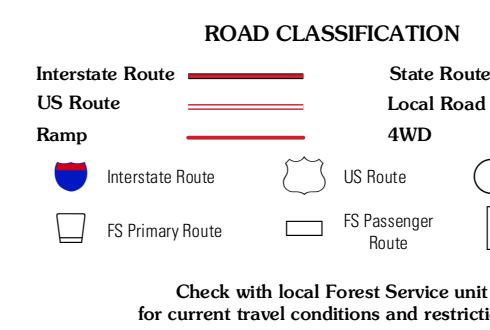 ROAD CLASSIFICATION
Interstate Route State Route
US Route Local Road
Ramp 4WD
Interstate Route US Route
FS Primary Route FS Passenger
Route
Check with local Forest Service unit
for current travel conditions and restricti